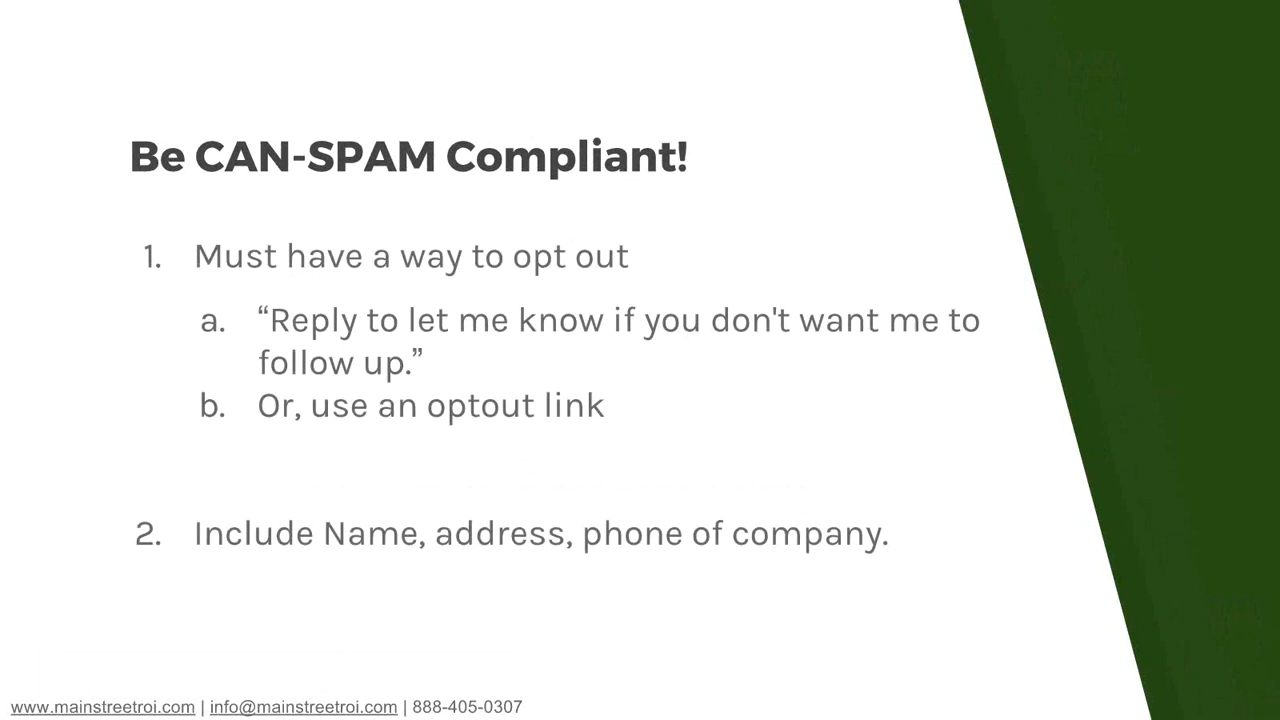 Be CAN-SPAM Compliant!
1. Must have a way to opt out
a. “Reply to let me know if you don't want me to
follow up.”
b. Or, use an optout link
2. Include Name, address, phone of company.
www.mainstreetroi.com | info@mainstreetroi.com | 888-405-0307